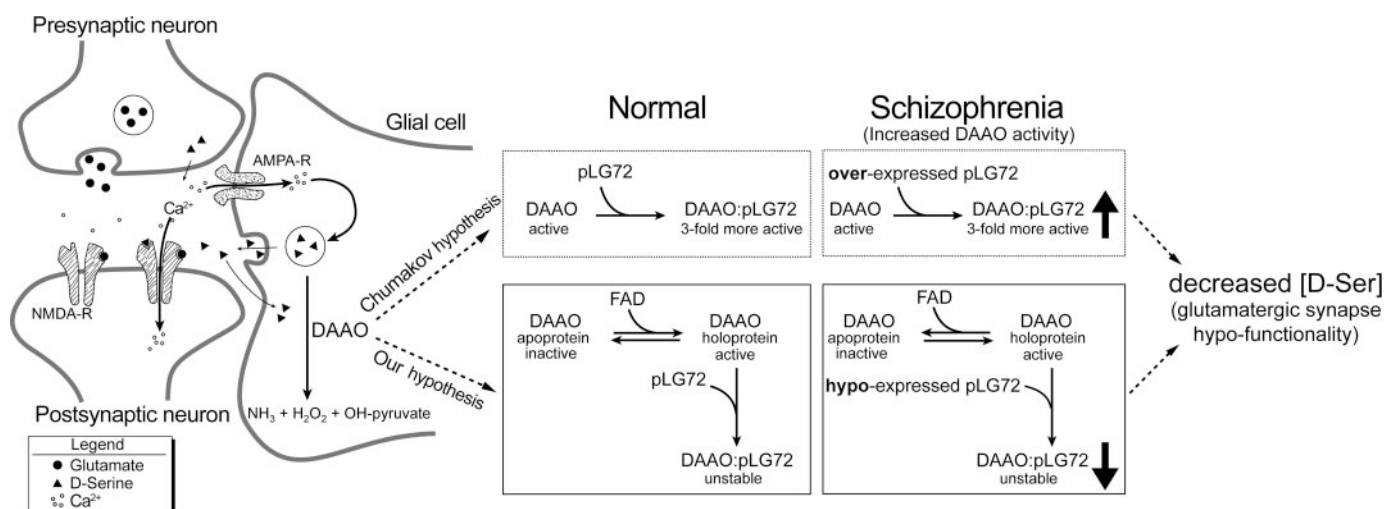 Presynaptic neuron
Glial cell
AMPA-R
Ca²⁺
NMDA-R
DAAO
NH₃ + H₂O₂ + OH-pyruvate
Postsynaptic neuron
Legend
Glutamate
D-Serine
Ca²⁺
Chumakov hypothesis
Our hypothesis
Normal
pLG72
DAAO
active
DAAO:pLG72
3-fold more active
FAD
DAAO
apoprotein
inactive
DAAO
holoprotein
active
pLG72
DAAO:pLG72
unstable
Schizophrenia
(Increased DAAO activity)
over-expressed pLG72
DAAO
active
DAAO:pLG72
3-fold more active
FAD
DAAO
apoprotein
inactive
DAAO
holoprotein
active
hypo-expressed pLG72
DAAO:pLG72
unstable
decreased [D-Ser]
(glutamatergic synapse
hypo-functionality)